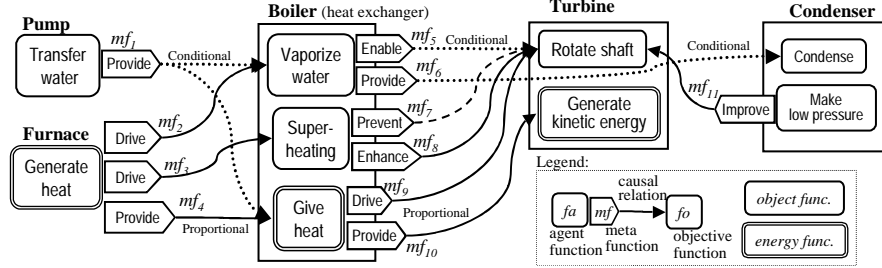 Pump
Transfer
water
mf1
Provide
Conditional
Furnace
Generate
heat
mf2
Drive
mf3
Drive
mf4
Provide
Proportional
Boiler (heat exchanger)
Vaporize
water
Enable
mf5
Conditional
Provide
mf6
Super-
heating
Prevent
mf7
Enhance
mf8
Give
heat
mf9
Drive
Proportional
Provide
mf10
Turbine
Rotate shaft
Generate
kinetic energy
Condenser
Conditional
Condense
mf11
Improve
Make
low pressure
Legend:
fa
agent
function
mf
meta
function
causal
relation
fo
objective
function
object func.
energy func.